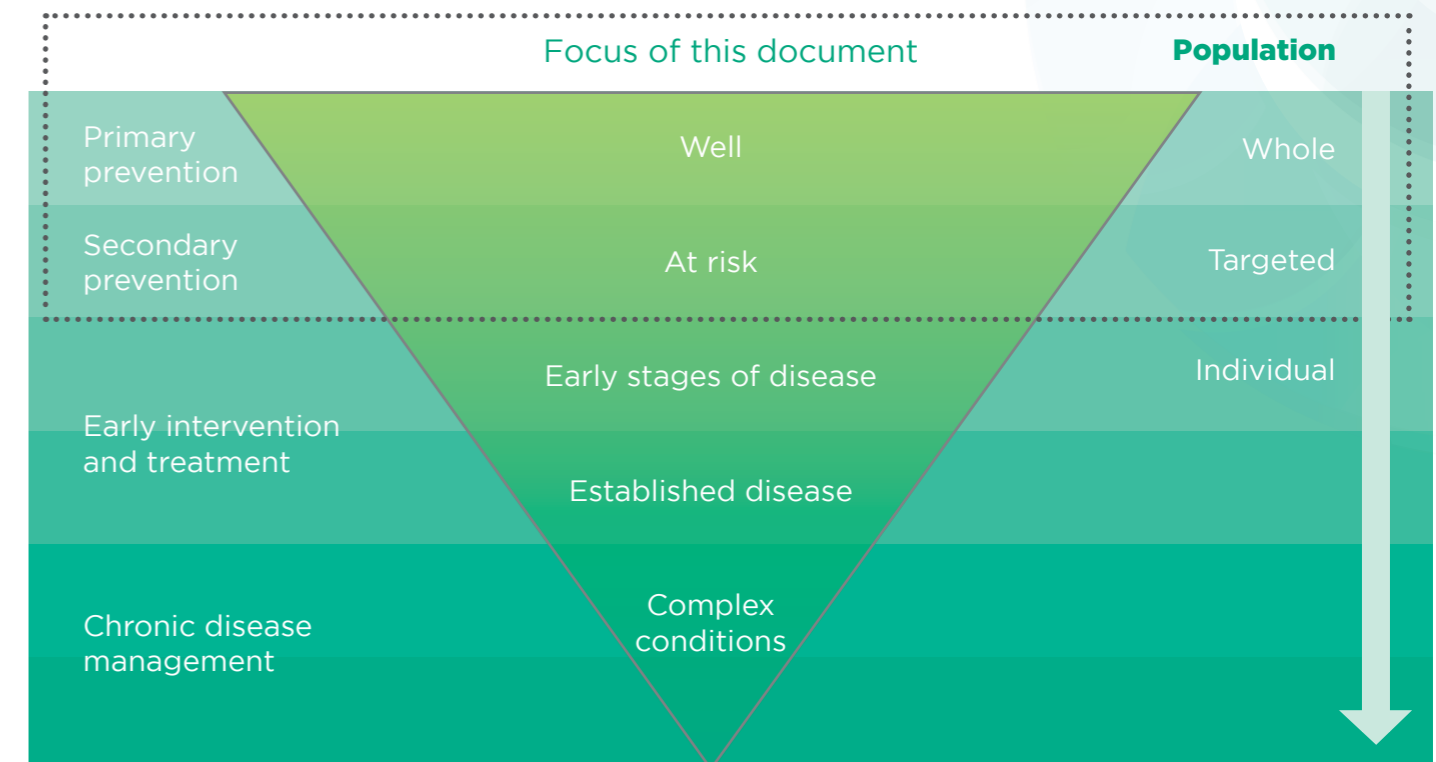 Focus of this document
Population
Primary
prevention
Well
Whole
Secondary
prevention
At risk
Targeted
Early stages of disease
Individual
Early intervention
and treatment
Established disease
Complex
conditions
Chronic disease
management